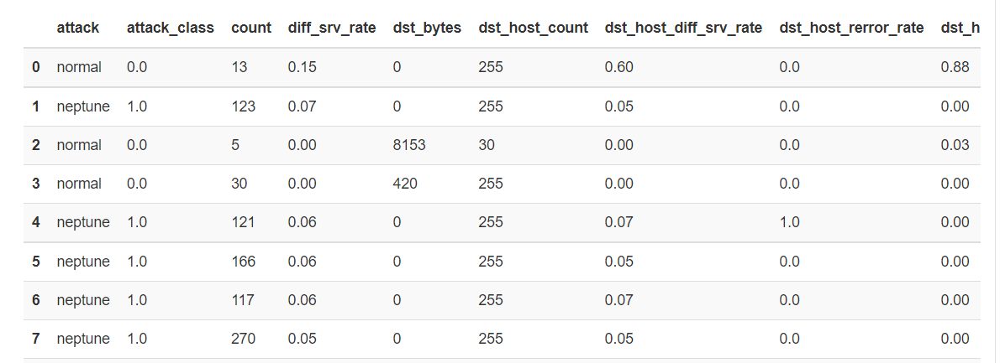 attack attack_class count diff_srv_rate dst_bytes dst_host_count dst_host_diff_srv_rate dst_host_rerror_rate dst_h
0 normal 0.0 13 0.15 0 255 0.60 0.0 0.88
1 neptune 1.0 123 0.07 0 255 0.05 0.0 0.00
2 normal 0.0 5 0.00 8153 30 0.00 0.0 0.03
3 normal 0.0 30 0.00 420 255 0.00 0.0 0.00
4 neptune 1.0 121 0.06 0 255 0.07 1.0 0.00
5 neptune 1.0 166 0.06 0 255 0.05 0.0 0.00
6 neptune 1.0 117 0.06 0 255 0.07 0.0 0.00
7 neptune 1.0 270 0.05 0 255 0.05 0.0 0.00